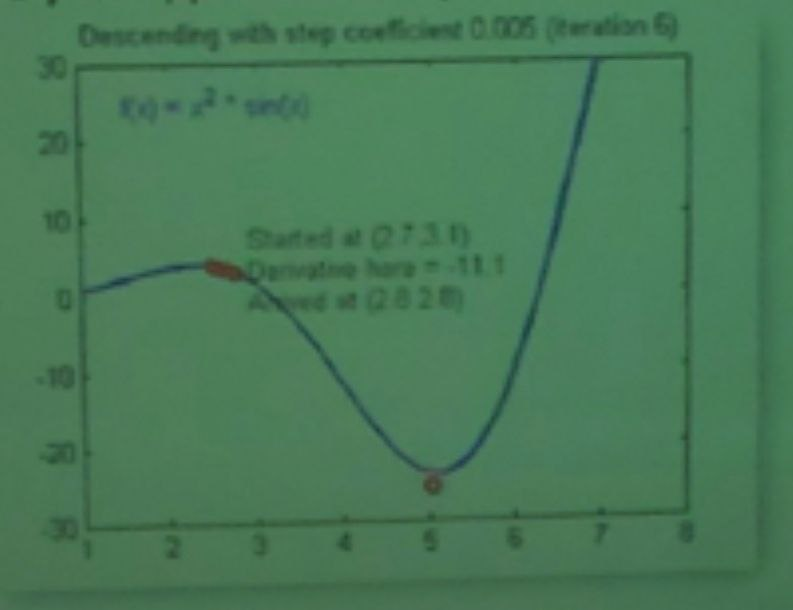 Descending with step coefficient 0.005 (iteration 6)
f(x) = x² * sin(x)
Started at (2.7,3.1)
Derivative here = -11.1
Arrived at (2.8,2.8)
30
20
10
0
-10
-20
-30
1 2 3 4 5 6 7 8